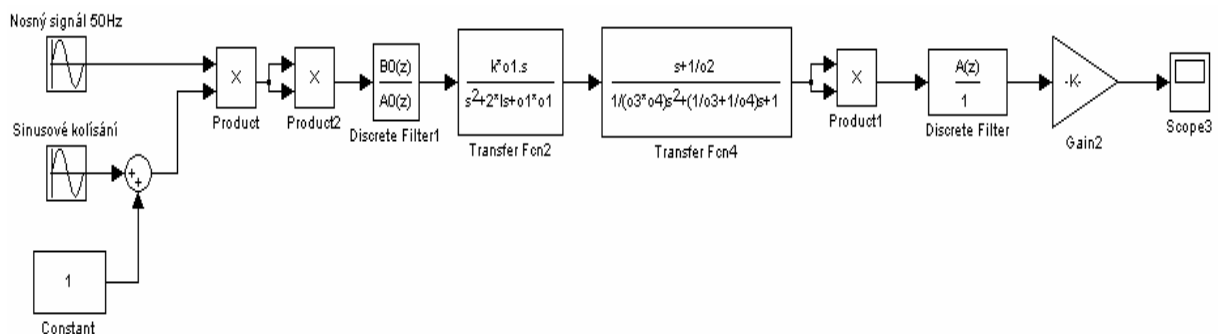 Nosný signál 50Hz
Sinusové kolísání
1
Constant
X
Product
X
Product2
B0(z)
A0(z)
Discrete Filter1
k*o1.s
s2+2*ls+o1*o1
Transfer Fcn2
s+1/o2
1/(o3*o4)s2+(1/o3+1/o4)s+1
Transfer Fcn4
X
Product1
A(z)
1
Discrete Filter
-K-
Gain2
Scope3